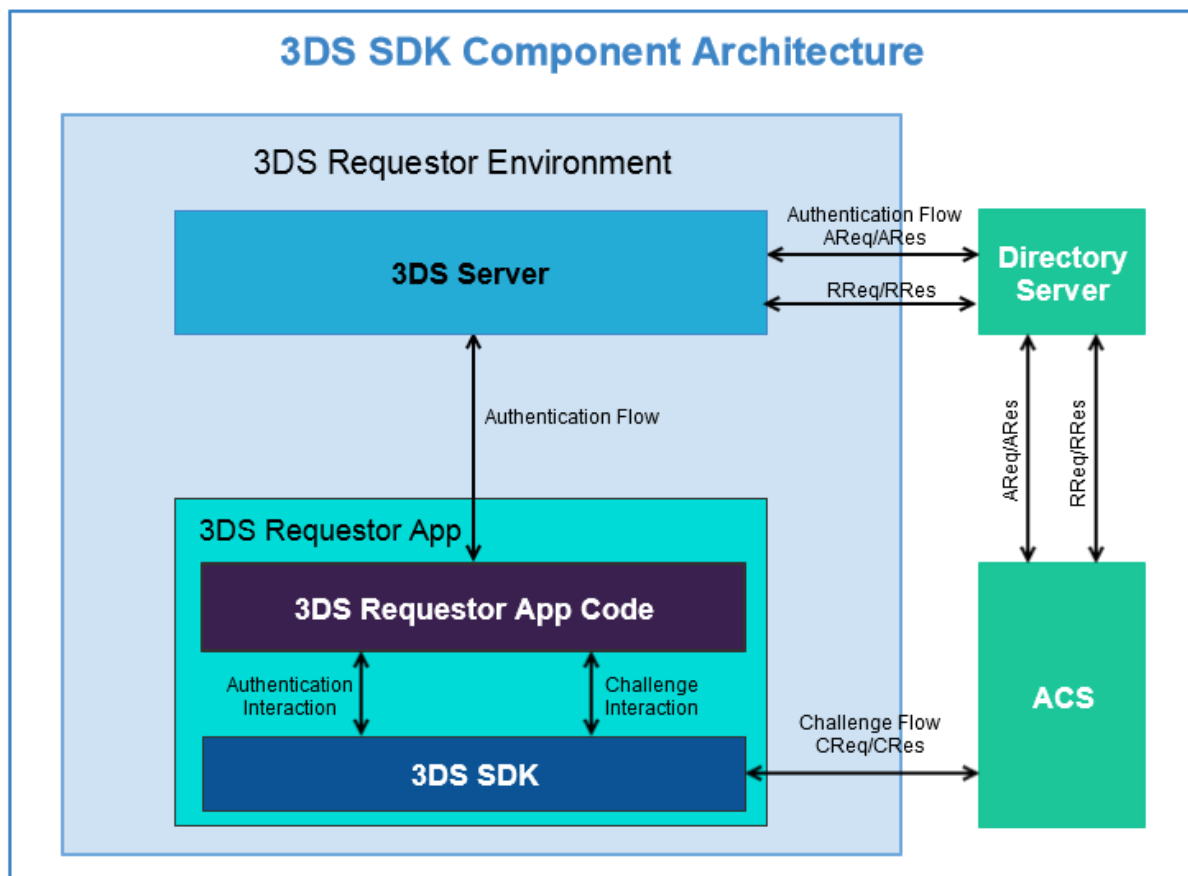 3DS SDK Component Architecture
3DS Requestor Environment
3DS Server
Authentication Flow
AReq/ARes
RReq/RRes
Directory
Server
Authentication Flow
AReq/ARes
RReq/RRes
3DS Requestor App
3DS Requestor App Code
Authentication
Interaction
Challenge
Interaction
3DS SDK
Challenge Flow
CReq/CRes
ACS